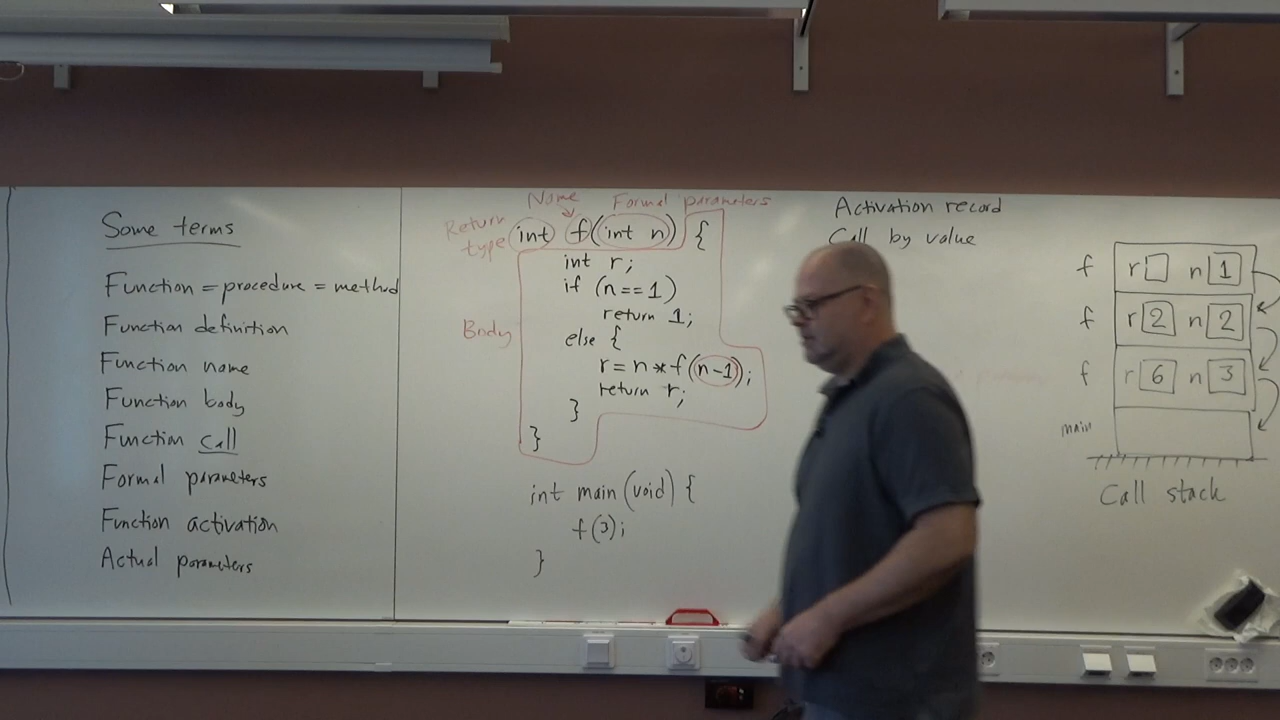 Some terms
Function = procedure = method
Function definition
Function name
Function body
Function call
Formal parameters
Function activation
Actual parameters
Name
Formal parameters
Return type
int f(int n) {
int r;
if (n==1)
return 1;
else {
r = n * f(n-1);
return r;
}
}
Body
int main (void) {
f(3);
}
Activation record
Call by value
f r n 1
f r 2 n 2
f r 6 n 3
main
Call stack